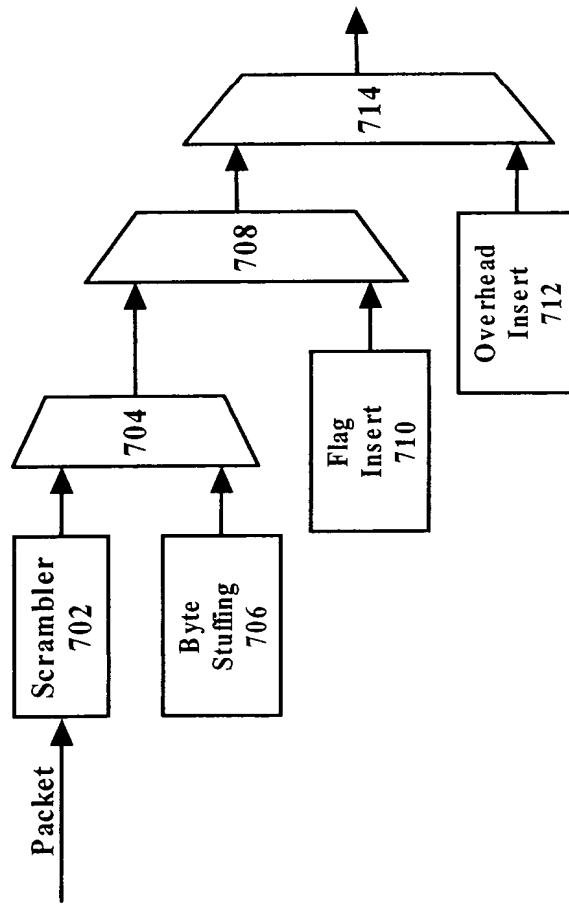 Packet
Scrambler
702
Byte
Stuffing
706
704
Flag
Insert
710
708
Overhead
Insert
712
714